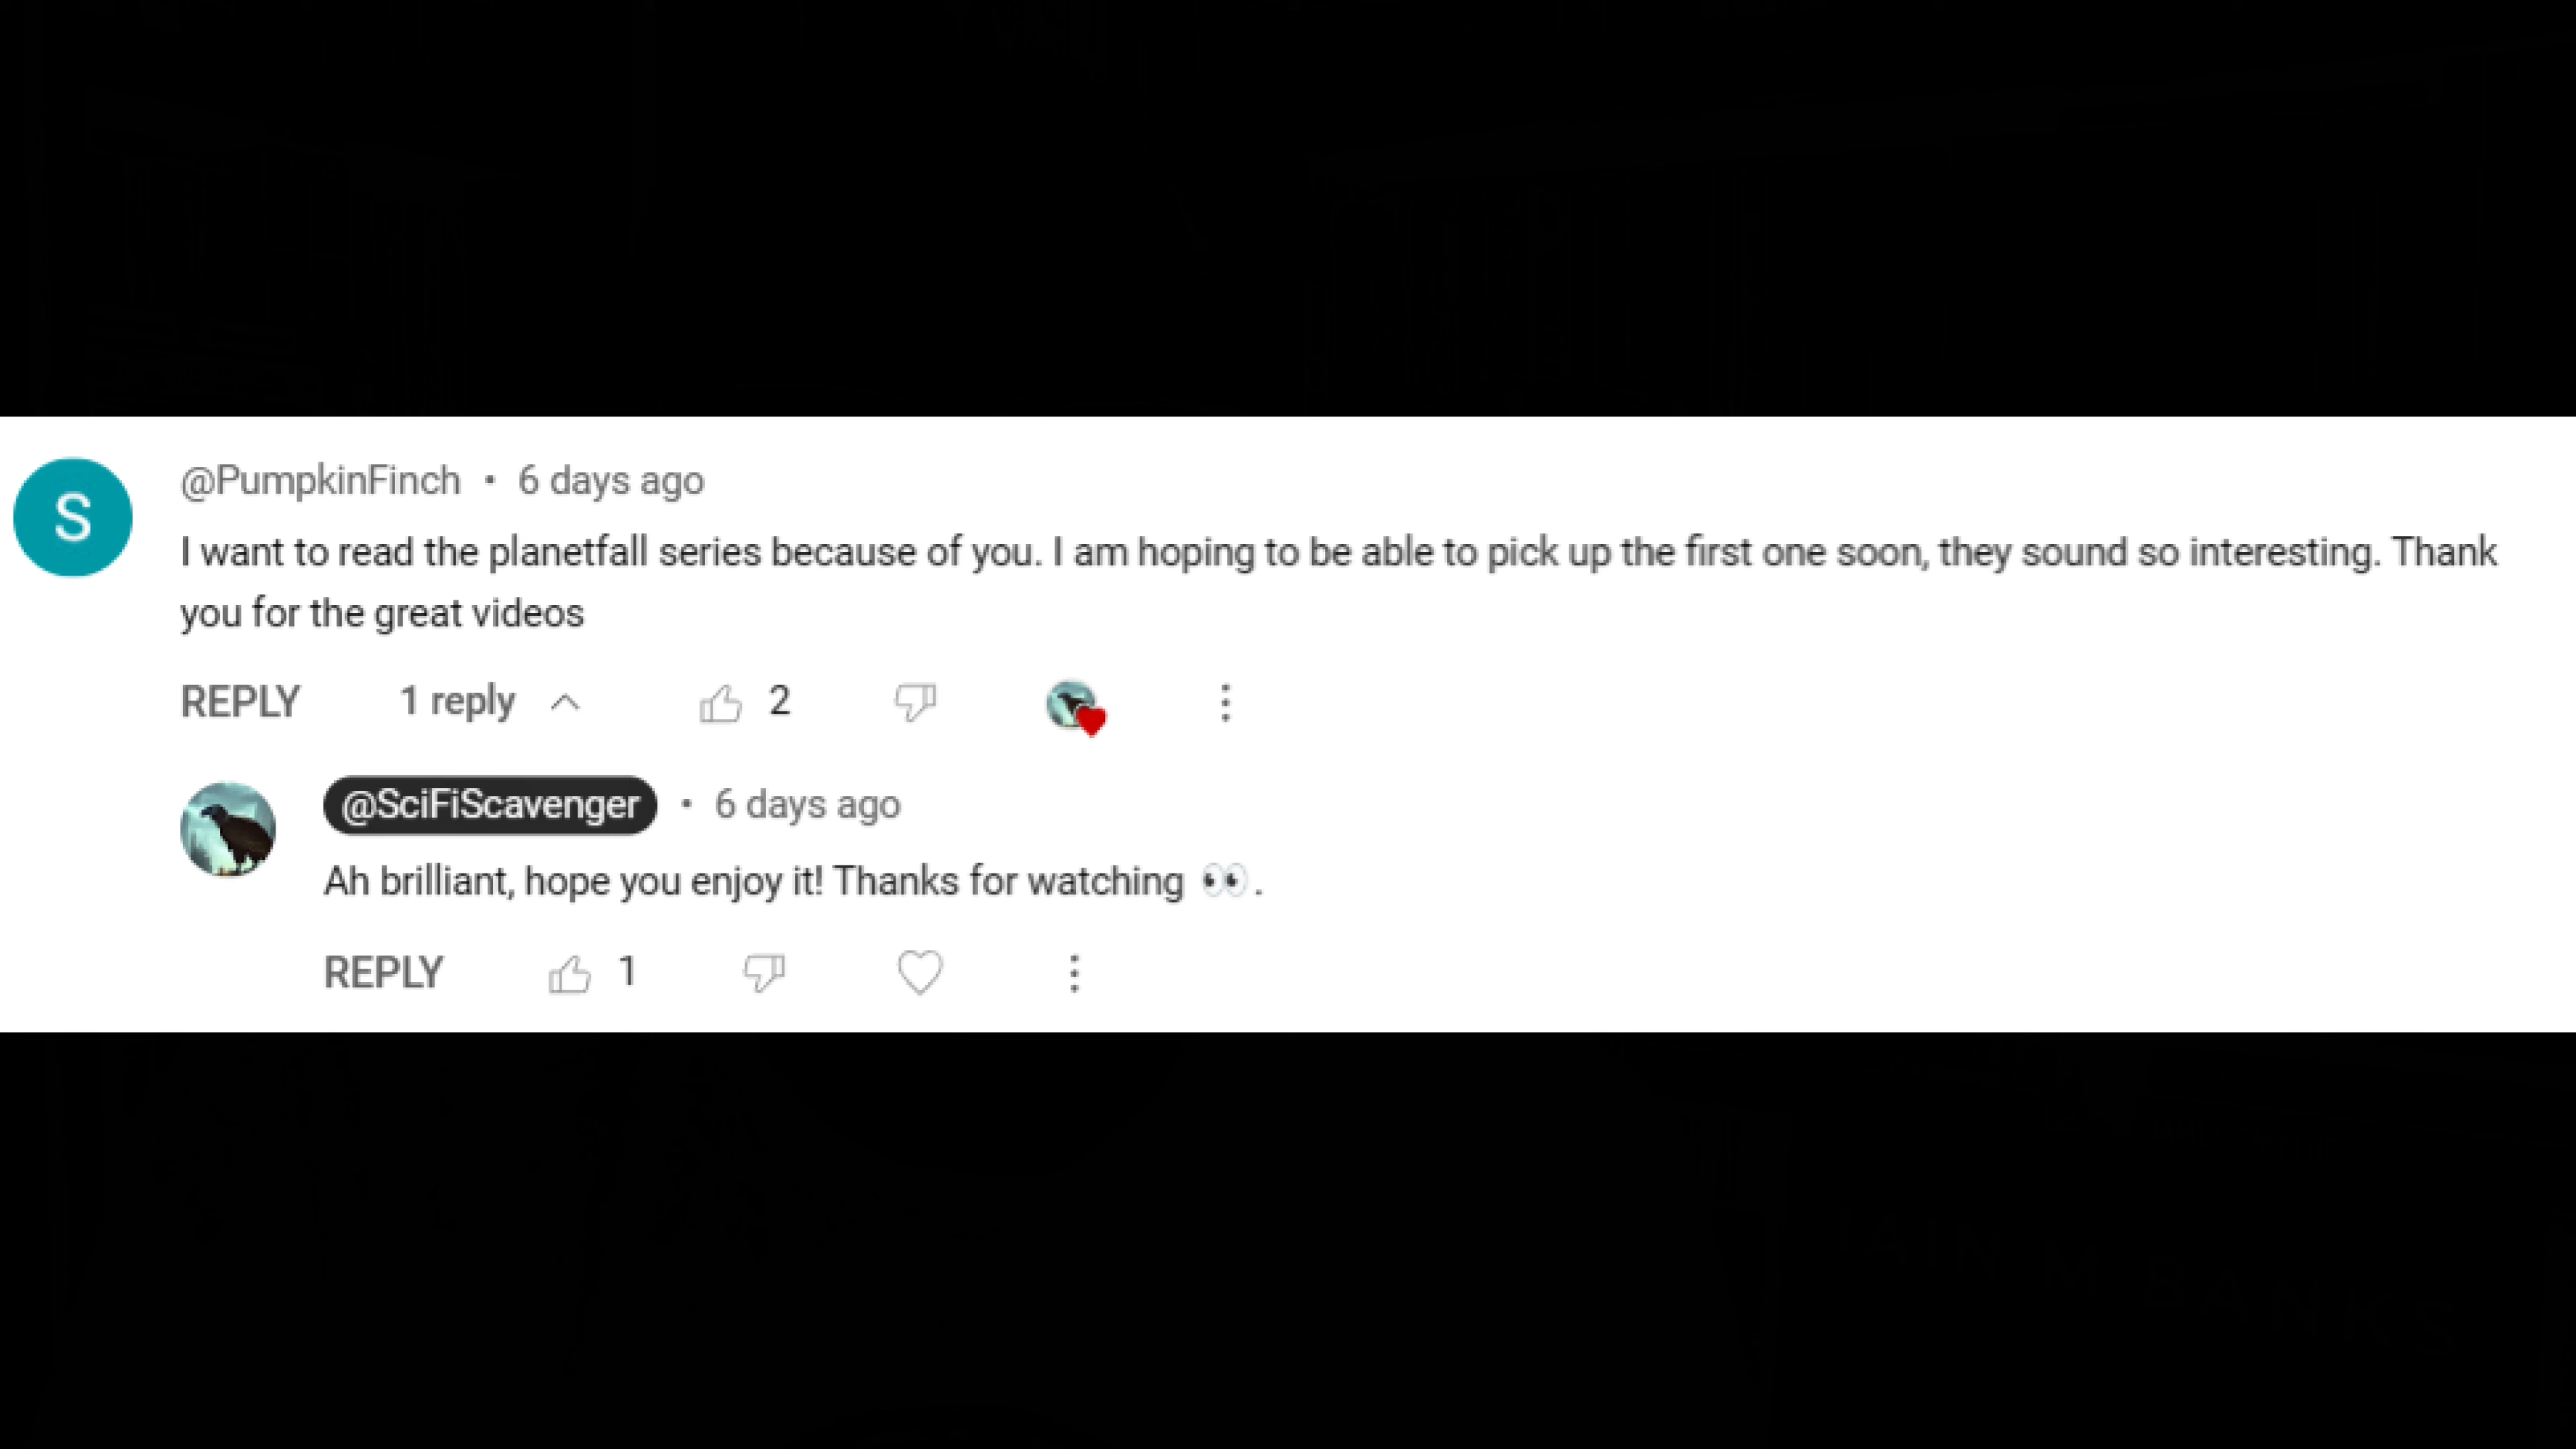 S
@PumpkinFinch • 6 days ago
I want to read the planetfall series because of you. I am hoping to be able to pick up the first one soon, they sound so interesting. Thank
you for the great videos
REPLY 1 reply 2
@SciFiScavenger • 6 days ago
Ah brilliant, hope you enjoy it! Thanks for watching 👀.
REPLY 1